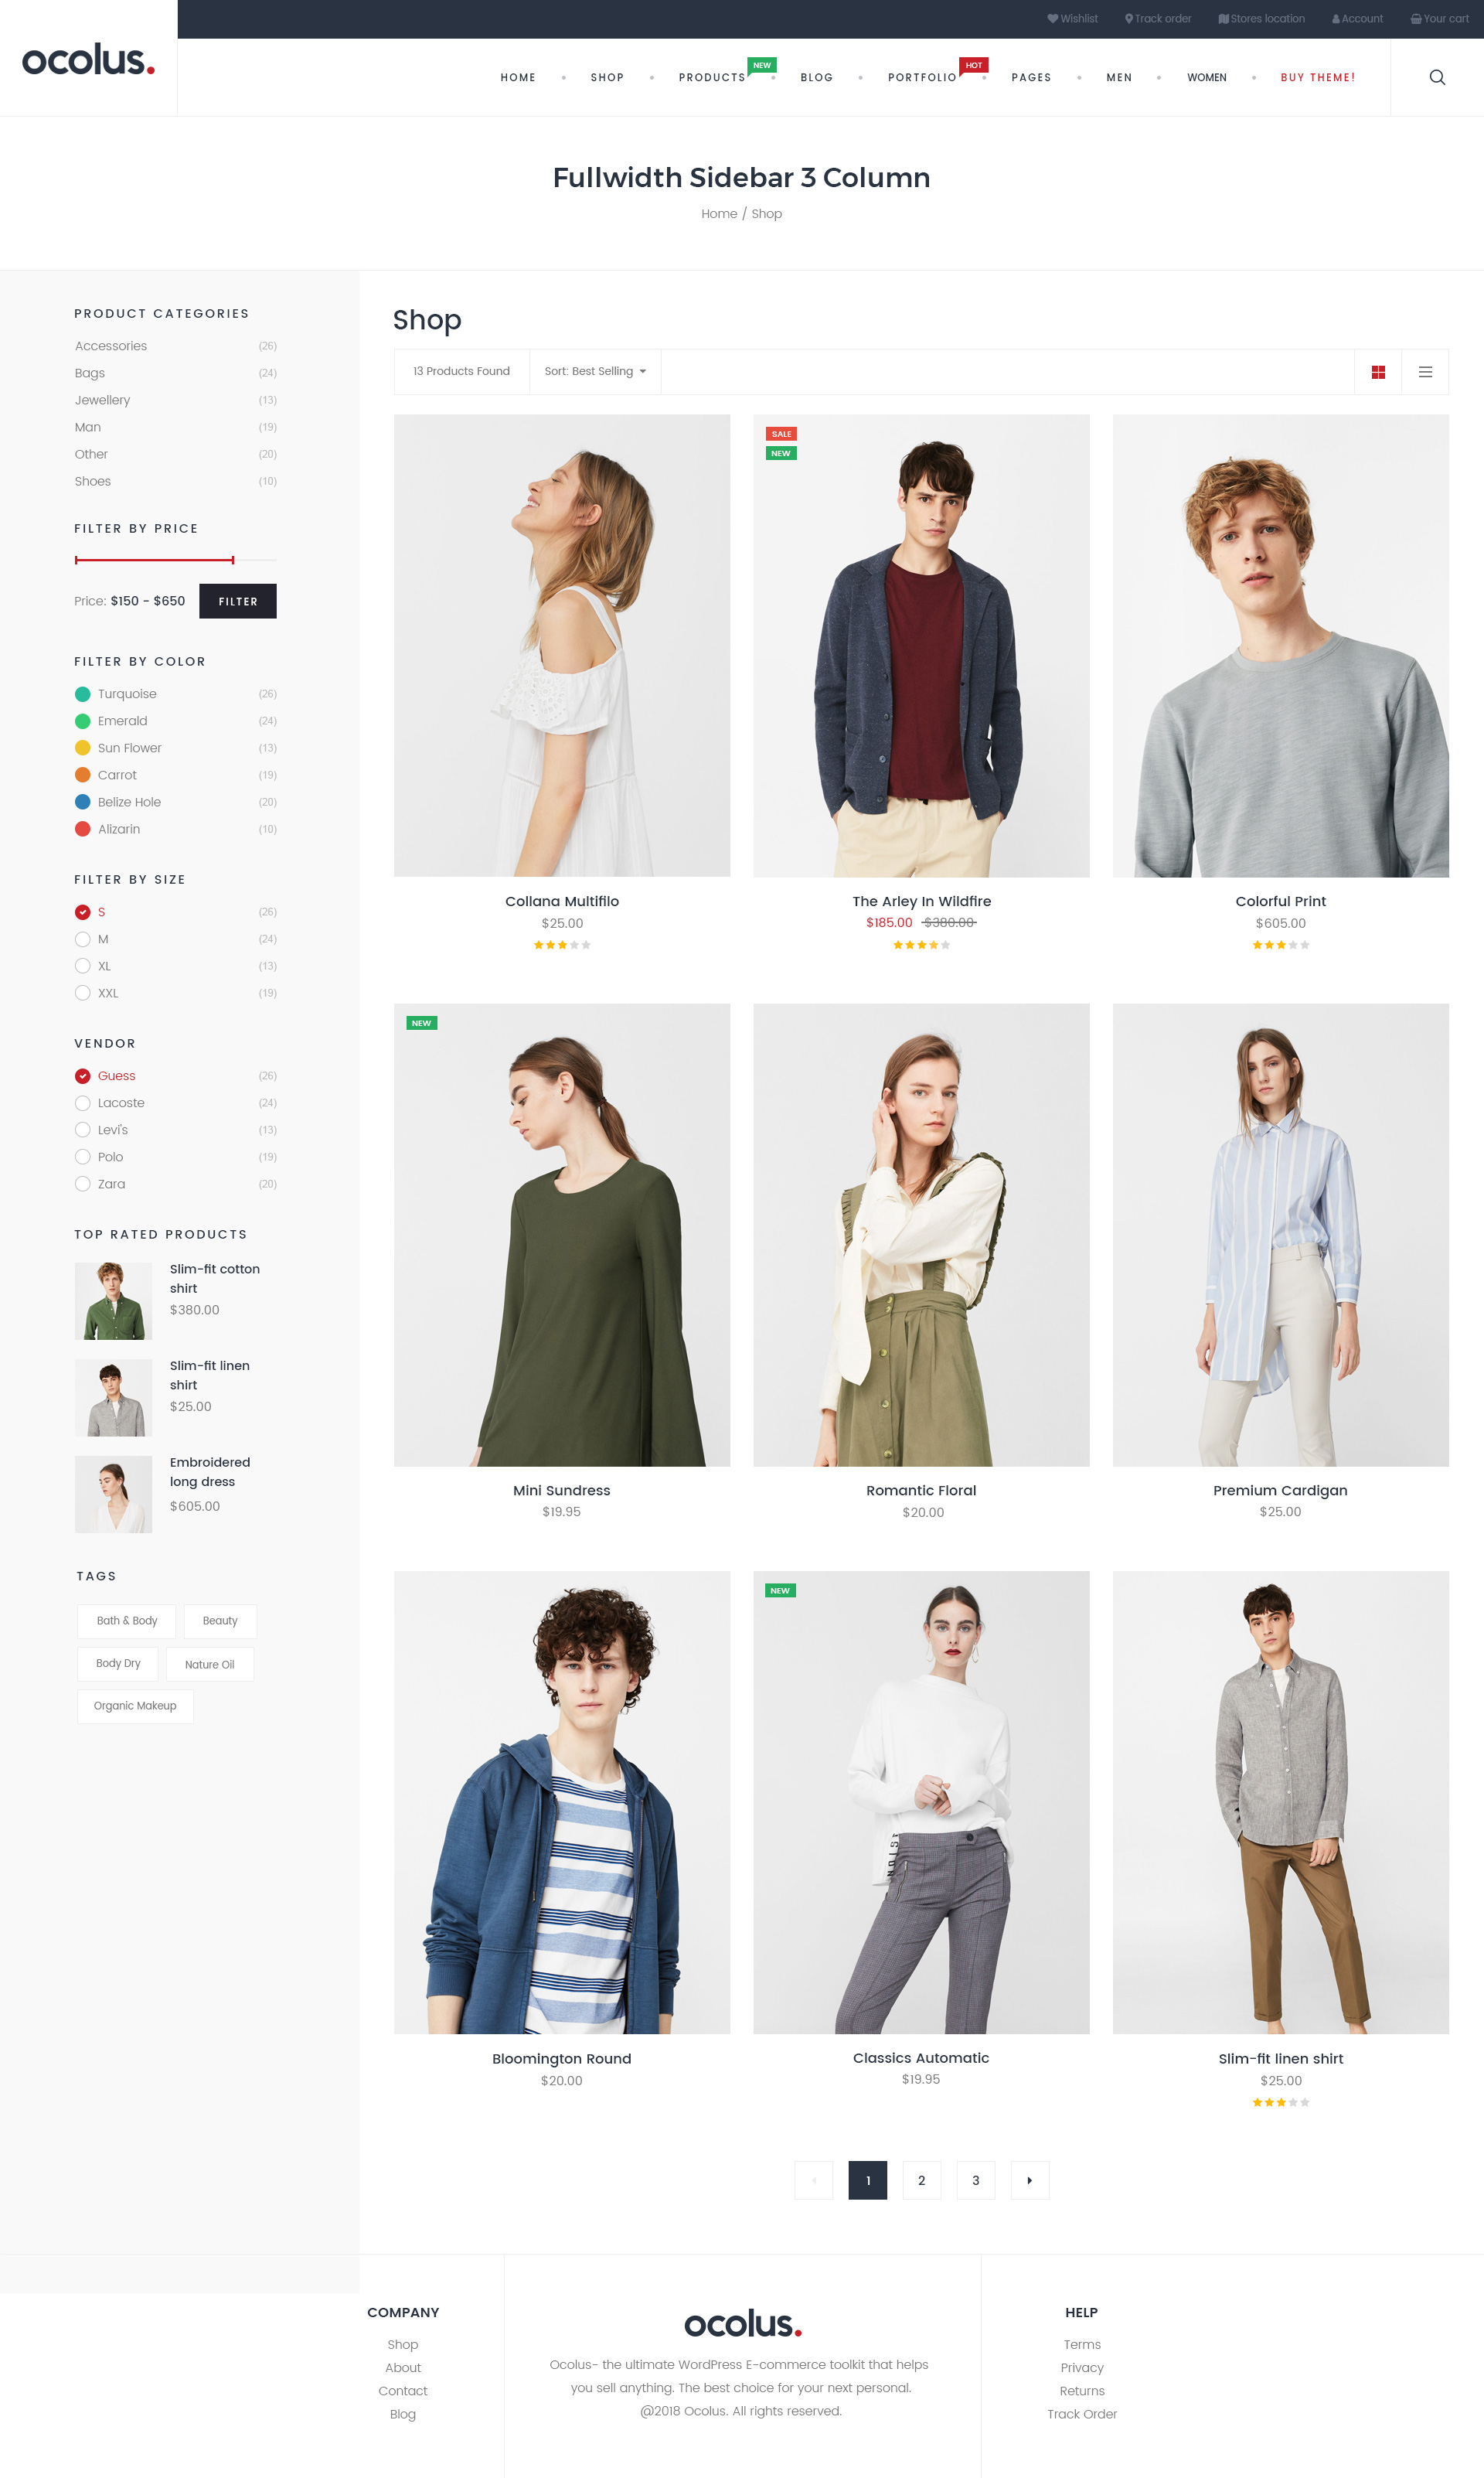 Wishlist Track order Stores location Account Your cart
ocolus.
HOME SHOP PRODUCTS NEW BLOG PORTFOLIO HOT PAGES MEN WOMEN BUY THEME!
Fullwidth Sidebar 3 Column
Home / Shop
PRODUCT CATEGORIES
Accessories (26)
Bags (24)
Jewellery (13)
Man (19)
Other (20)
Shoes (10)
FILTER BY PRICE
Price: $150 - $650 FILTER
FILTER BY COLOR
Turquoise (26)
Emerald (24)
Sun Flower (13)
Carrot (19)
Belize Hole (20)
Alizarin (10)
FILTER BY SIZE
S (26)
M (24)
XL (13)
XXL (19)
VENDOR
Guess (26)
Lacoste (24)
Levi's (13)
Polo (19)
Zara (20)
TOP RATED PRODUCTS
Slim-fit cotton
shirt
$380.00
Slim-fit linen
shirt
$25.00
Embroidered
long dress
$605.00
TAGS
Bath & Body Beauty
Body Dry Nature Oil
Organic Makeup
Shop
13 Products Found Sort: Best Selling
SALE
NEW
Collana Multifilo The Arley In Wildfire Colorful Print
$25.00 $185.00 $380.00 $605.00
NEW
Mini Sundress Romantic Floral Premium Cardigan
$19.95 $20.00 $25.00
NEW
Bloomington Round Classics Automatic Slim-fit linen shirt
$20.00 $19.95 $25.00
1 2 3
COMPANY
Shop
About
Contact
Blog
ocolus.
Ocolus- the ultimate WordPress E-commerce toolkit that helps
you sell anything. The best choice for your next personal.
@2018 Ocolus. All rights reserved.
HELP
Terms
Privacy
Returns
Track Order